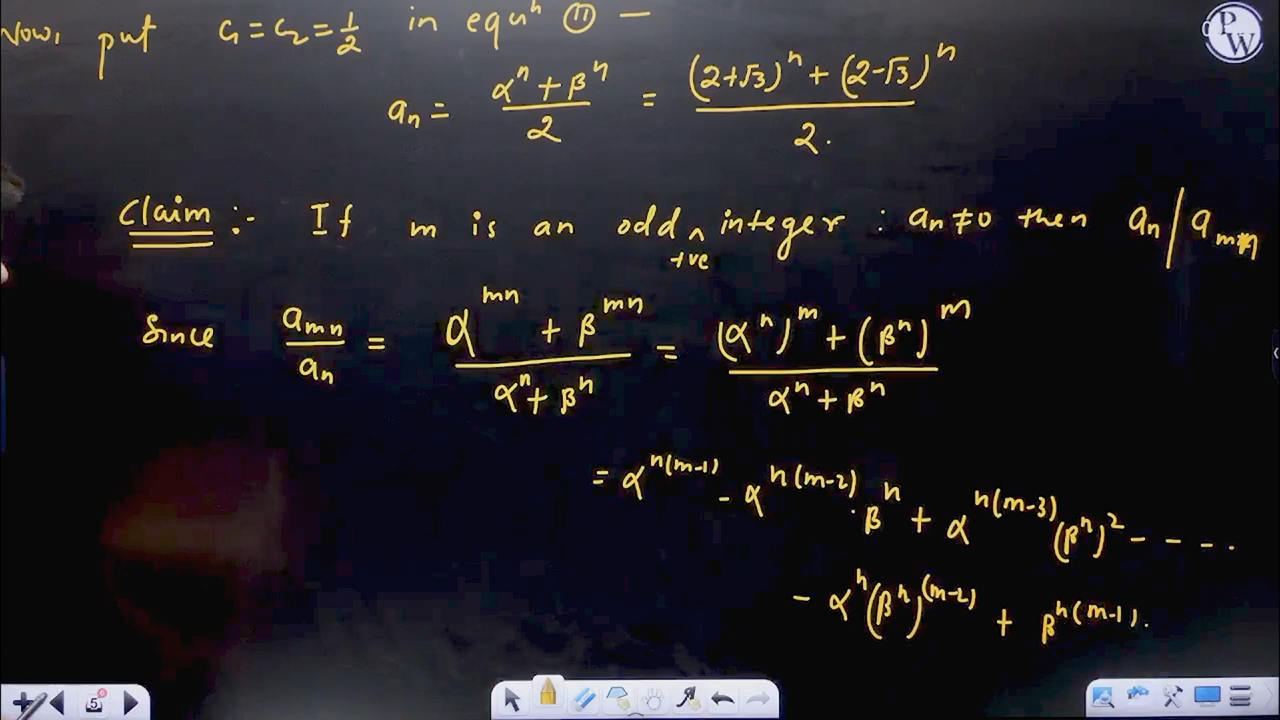 Now, put C₁ = C₂ = 1/2 in equⁿ ⑪ —
aₙ = (αⁿ + βⁿ)/2 = ((2+√3)ⁿ + (2-√3)ⁿ)/2.
Claim :- If m is an odd ^ +ve integer : aₙ ≠ 0 then aₙ / aₘₙ
Since aₘₙ/aₙ = (α^mn + β^mn)/(αⁿ + βⁿ) = ((αⁿ)^m + (βⁿ)^m)/(αⁿ + βⁿ)
= α^n(m-1) - α^n(m-2) . βⁿ + α^n(m-3) (βⁿ)² - - - - .
- αⁿ(βⁿ)^(m-2) + β^n(m-1).
PW
5